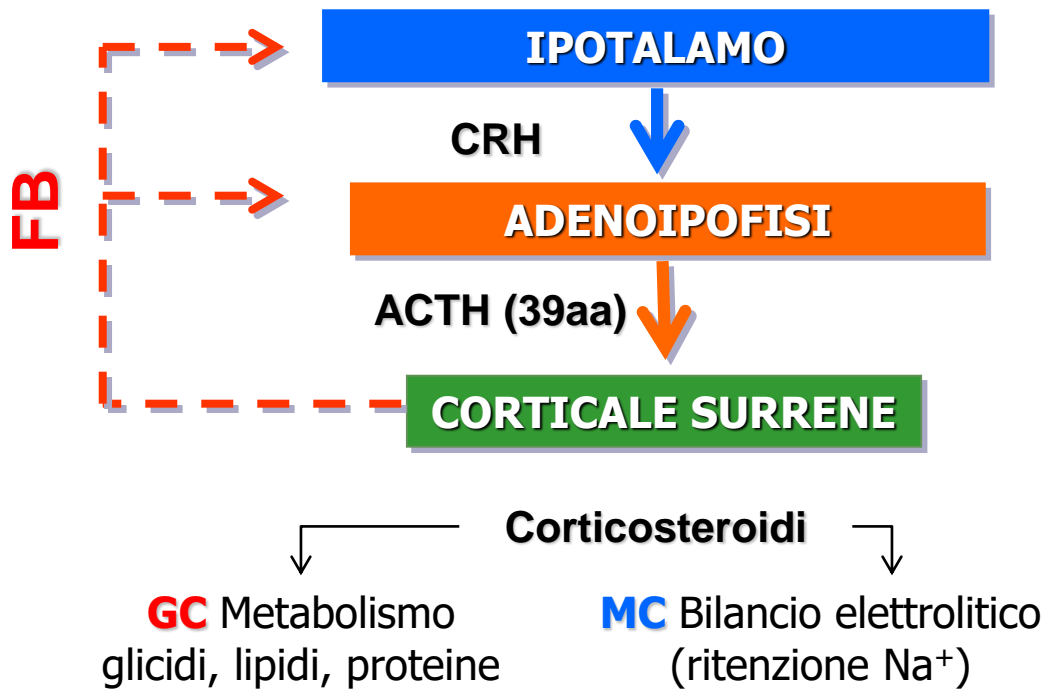 IPOTALAMO
CRH
FB
ADENOIPOFISI
ACTH (39aa)
CORTICALE SURRENE
Corticosteroidi
GC Metabolismo
glicidi, lipidi, proteine
MC Bilancio elettrolitico
(ritenzione Na⁺)